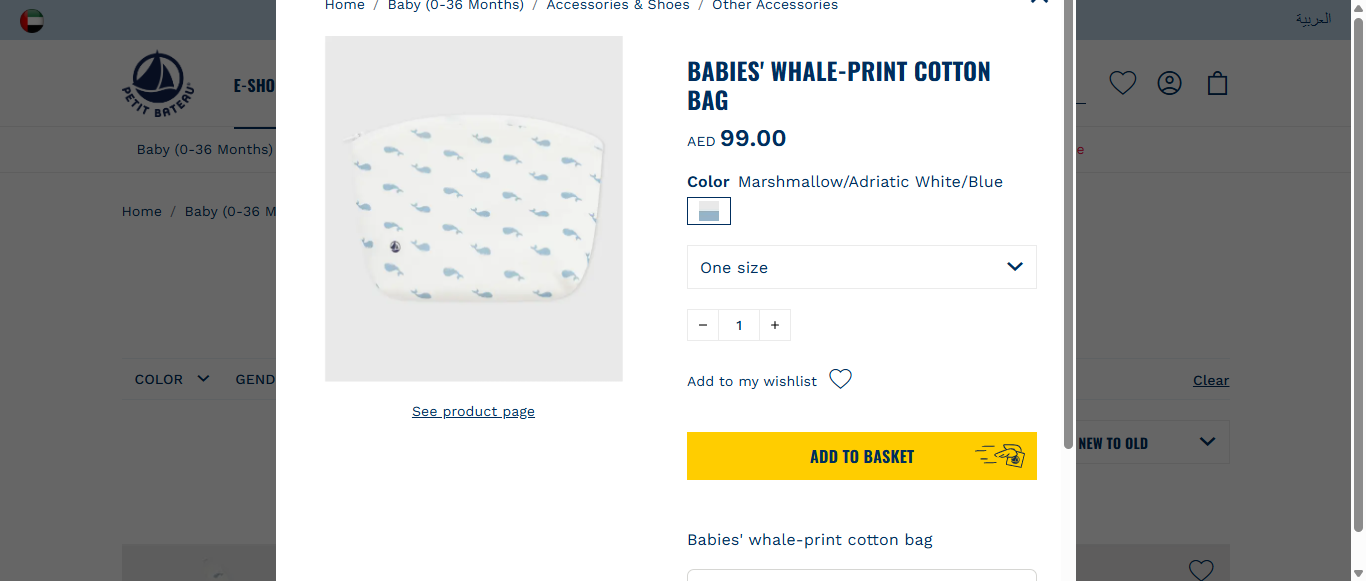 العربية
Home / Baby (0-36 Months) / Accessories & Shoes / Other Accessories
PETIT BATEAU
E-SHO
Baby (0-36 Months)
e
Home / Baby (0-36 M
BABIES' WHALE-PRINT COTTON
BAG
AED 99.00
Color Marshmallow/Adriatic White/Blue
One size
− 1 +
COLOR
GEND
Clear
Add to my wishlist
See product page
NEW TO OLD
ADD TO BASKET
Babies' whale-print cotton bag